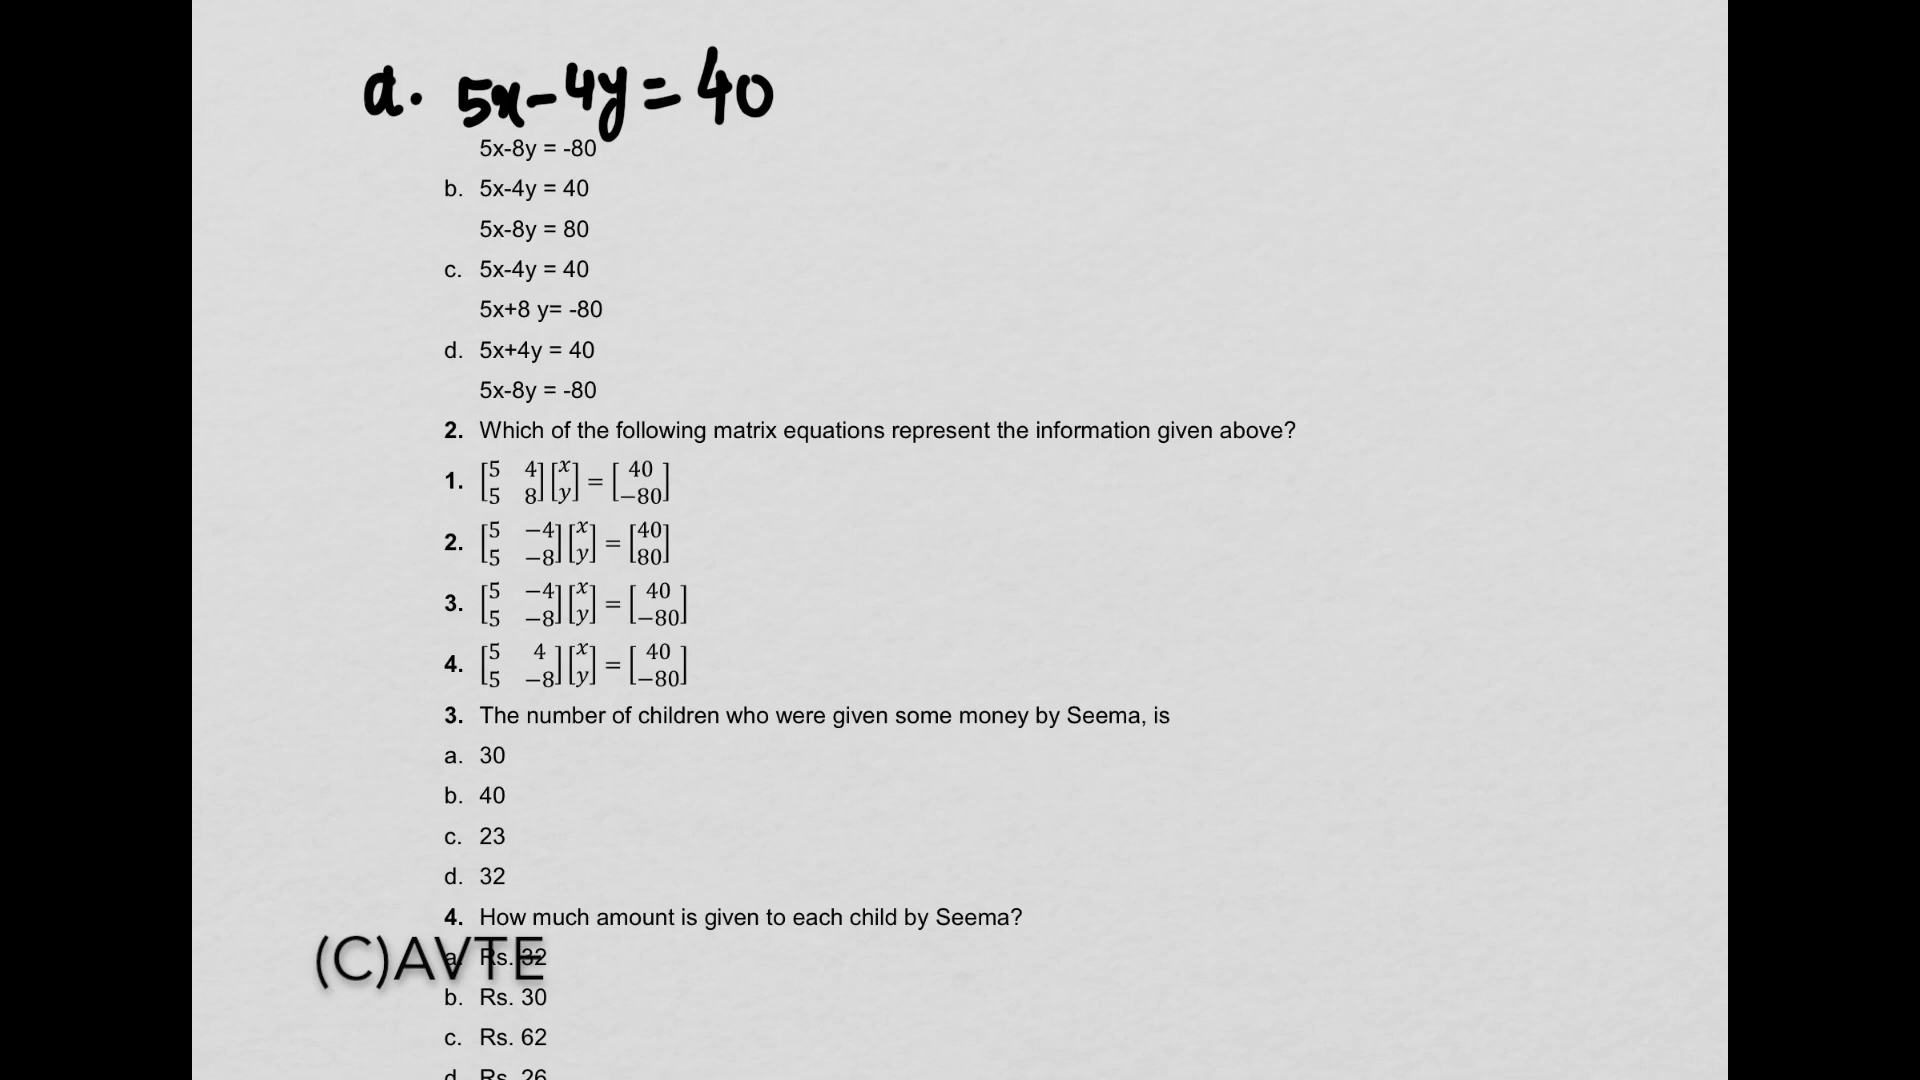 a. 5x-4y = 40
5x-8y = -80
b. 5x-4y = 40
5x-8y = 80
c. 5x-4y = 40
5x+8 y= -80
d. 5x+4y = 40
5x-8y = -80
2. Which of the following matrix equations represent the information given above?
1. [5 4; 5 8][x; y] = [40; −80]
2. [5 −4; 5 −8][x; y] = [40; 80]
3. [5 −4; 5 −8][x; y] = [40; −80]
4. [5 4; 5 −8][x; y] = [40; −80]
3. The number of children who were given some money by Seema, is
a. 30
b. 40
c. 23
d. 32
4. How much amount is given to each child by Seema?
(C)AVTE
a. Rs. 32
b. Rs. 30
c. Rs. 62
d. Rs. 26